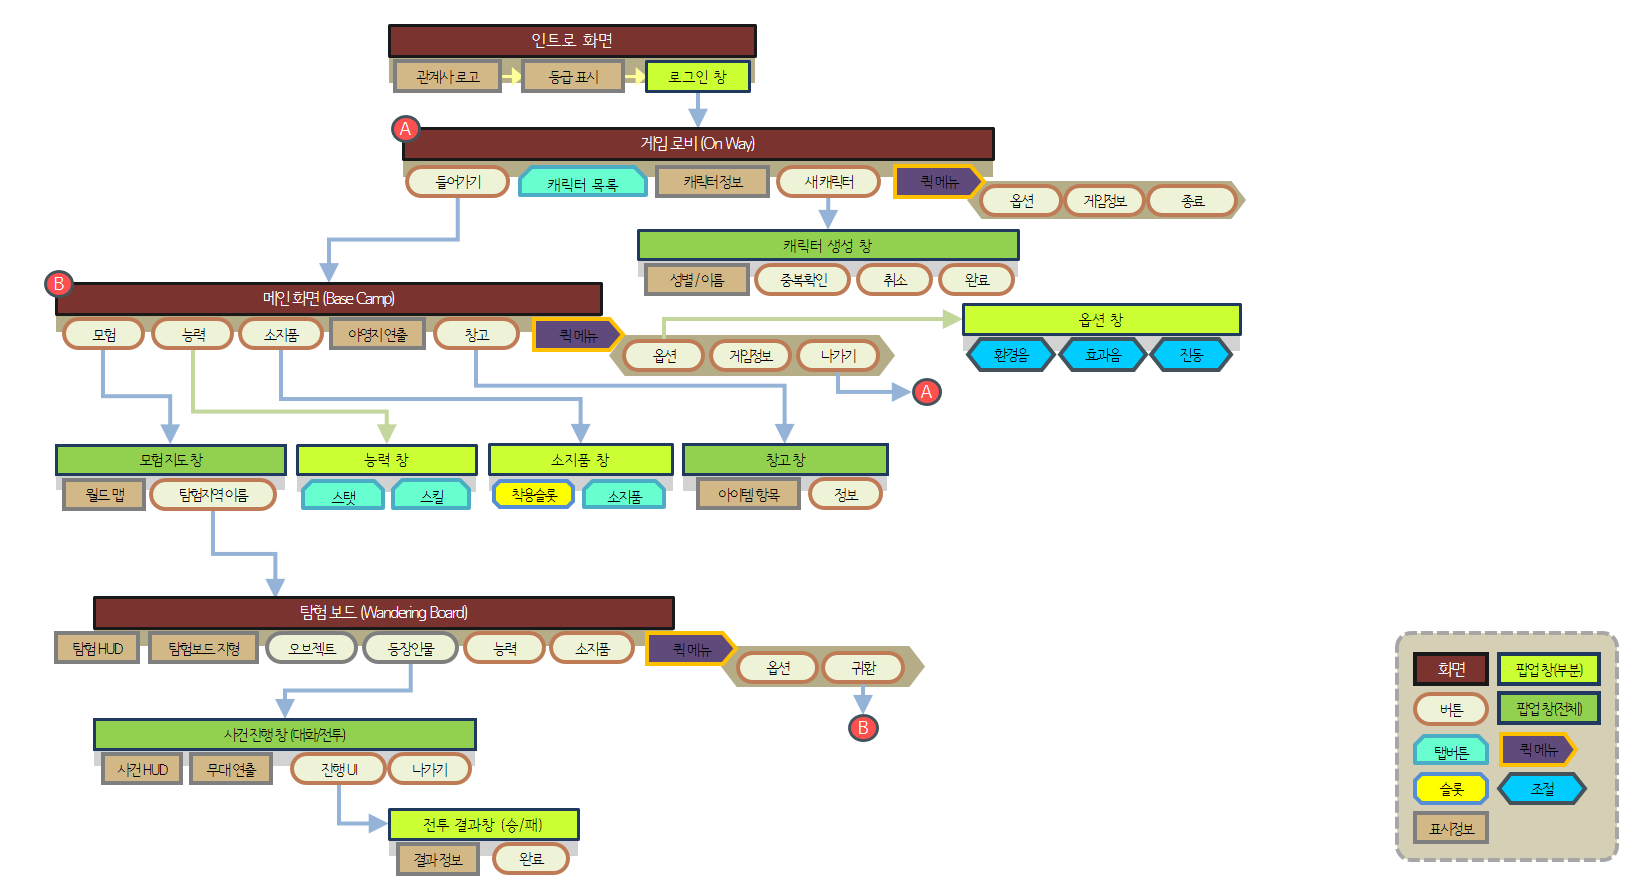 인트로 화면
관계사 로고
등급 표시
로그인 창
A
게임 로비 (On Way)
들어가기
캐릭터 목록
캐릭터 정보
새 캐릭터
퀵 메뉴
옵션
게임정보
종료
캐릭터 생성 창
성별 / 이름
중복확인
취소
완료
B
메인 화면 (Base Camp)
모험
능력
소지품
야영지 연출
창고
퀵 메뉴
옵션
게임정보
나가기
옵션 창
환경음
효과음
진동
A
모험 지도 창
월드 맵
탐험지역 이름
능력 창
스탯
스킬
소지품 창
착용슬롯
소지품
창고 창
아이템 항목
정보
탐험 보드 (Wandering Board)
탐험 HUD
탐험보드 지형
오브젝트
등장인물
능력
소지품
퀵 메뉴
옵션
귀환
B
사건 진행 창 (대화/전투)
사건 HUD
무대 연출
진행 UI
나가기
전투 결과창 (승/패)
결과 정보
완료
화면
팝업 창(부분)
버튼
팝업 창(전체)
탭버튼
퀵 메뉴
슬롯
조절
표시정보